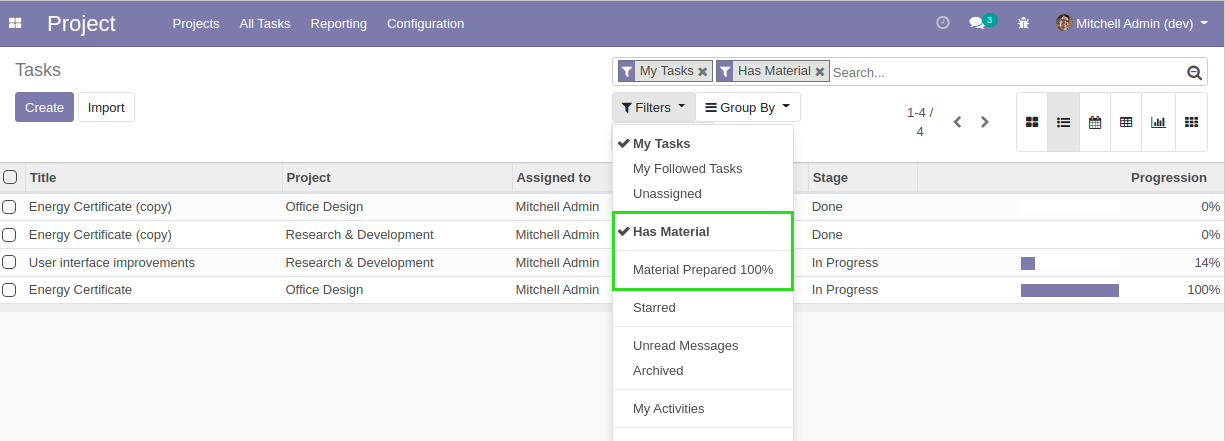 Project Projects All Tasks Reporting Configuration 3 Mitchell Admin (dev)
Tasks
My Tasks Has Material Search...
Create Import
Filters Group By
1-4 /
4
My Tasks
My Followed Tasks
Unassigned
Has Material
Material Prepared 100%
Starred
Unread Messages
Archived
My Activities
Title Project Assigned to Stage Progression
Energy Certificate (copy) Office Design Mitchell Admin Done 0%
Energy Certificate (copy) Research & Development Mitchell Admin Done 0%
User interface improvements Research & Development Mitchell Admin In Progress 14%
Energy Certificate Office Design Mitchell Admin In Progress 100%